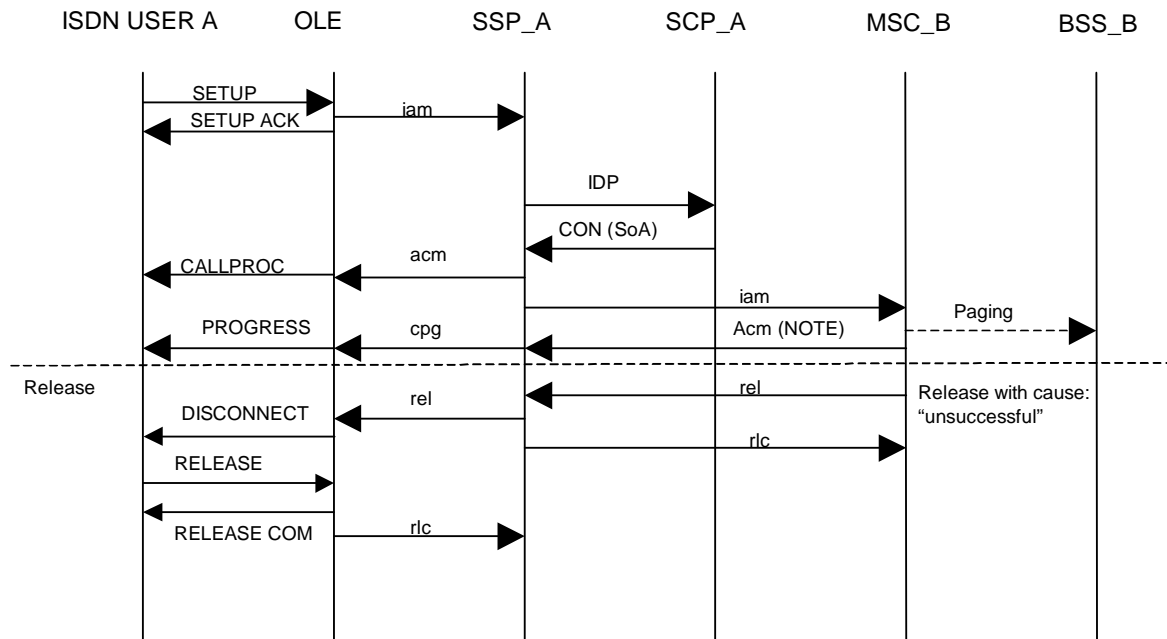 ISDN USER A OLE SSP_A SCP_A MSC_B BSS_B
SETUP
iam
SETUP ACK
IDP
CON (SoA)
acm
CALLPROC
iam
Paging
PROGRESS cpg Acm (NOTE)
Release
rel
Release with cause:
“unsuccessful”
rel
DISCONNECT
rlc
RELEASE
RELEASE COM
rlc